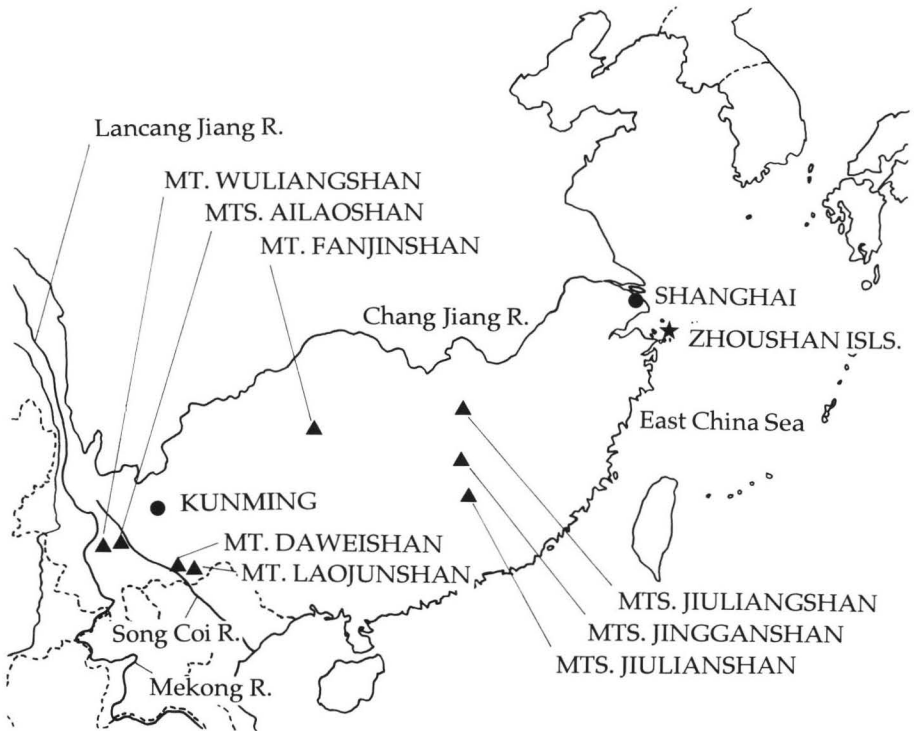 Lancang Jiang R.
MT. WULIANGSHAN
MTS. AILAOSHAN
MT. FANJINSHAN
Chang Jiang R.
SHANGHAI
ZHOUSHAN ISLS.
East China Sea
KUNMING
MT. DAWEISHAN
MT. LAOJUNSHAN
MTS. JIULIANGSHAN
MTS. JINGGANSHAN
MTS. JIULIANSHAN
Song Coi R.
Mekong R.